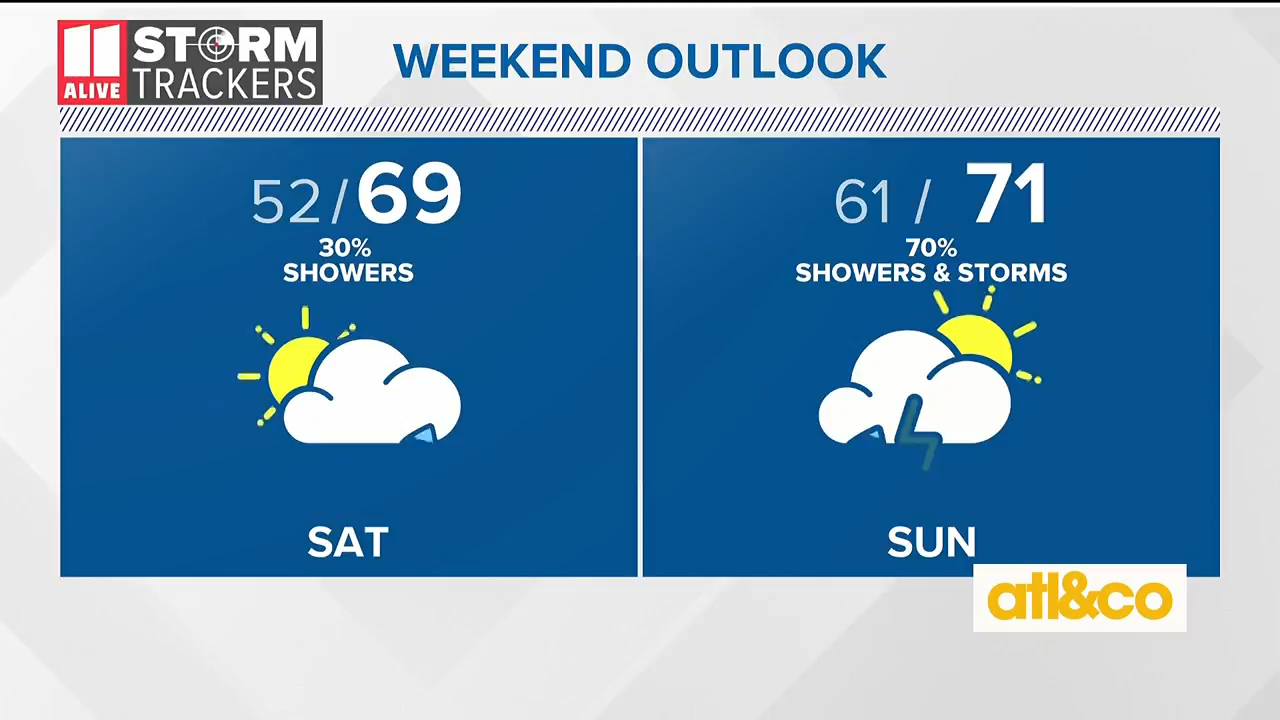 11 ALIVE
STORM
TRACKERS
WEEKEND OUTLOOK
52/69
30%
SHOWERS
SAT
61 / 71
70%
SHOWERS & STORMS
SUN
atl&co